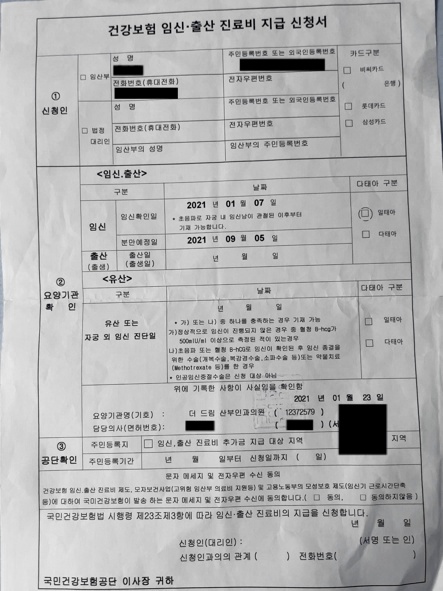 건강보험 임신·출산 진료비 지급 신청서
① 신청인
□ 임산부
성 명
주민등록번호 또는 외국인등록번호
카드구분
전화번호(휴대전화)
전자우편번호
□ 비씨카드
( 은행 )
□ 법정 대리인
성 명
주민등록번호 또는 외국인등록번호
□ 롯데카드
전화번호(휴대전화)
전자우편번호
□ 삼성카드
임산부의 성명
임산부의 주민등록번호
② 요양기관 확 인
<임신.출산>
구분
날짜
다태아 구분
임신
임신확인일
2021 년 01 월 07 일
* 초음파로 자궁 내 임신낭이 관찰된 이후부터
기재 가능합니다.
□ 일태아
분만예정일
2021 년 09 월 05 일
□ 다태아
출산 (출생)
출산일 (출생일)
년 월 일
<유산>
구분
날짜
다태아 구분
유산 또는
자궁 외 임신 진단일
년 월 일
* 가) 또는 나) 중 하나를 충족하는 경우 기재 가능
가)정상적으로 임신이 진행되지 않은 경우 중 혈청 B-hcg가
500mIU/ml 이상으로 측정된 적이 있는경우
나)초음파 또는 혈청 B-hCG로 임신이 확인된 후 임신 종결을
위한 수술(개복수술,복강경수술,소파수술 등)또는 약물치료
(Methotrexate 등)를 한 경우
* 인공임신중절수술은 신청 대상 아님
□ 일태아
□ 다태아
위에 기록한 사항이 사실임을 확인함
2021 년 01 월 23 일
요양기관명(기호) : 더 드림 산부인과의원 ( 12372579 )
담당의사(면허번호): ( ) (서
③ 공단확인
주민등록지
□ 임신,출산 진료비 추가금 지급 대상 지역
지역
주민등록기간
년 월 일부터 신청일까지 ( 일)
문자 메세지 및 전자우편 수신 동의
건강보험 임신.출산 진료비 제도, 모자보건사업(고위험 임산부 의료비 지원등) 및 고용노동부의 모성보호 제도(임신기 근로시간단축
등)에 대하여 국민건강보험이 발송 하는 문자 메세지 및 전자우편 수신에 동의합니다.( □ 동의, □ 동의하지않음 )
국민건강보험법 시행령 제23조제3항에 따라 임신·출산 진료비의 지급을 신청합니다.
년 월 일
신청인(대리인) : (서명 또는 인)
신청인과의 관계 ( ) 전화번호( )
국민건강보험공단 이사장 귀하